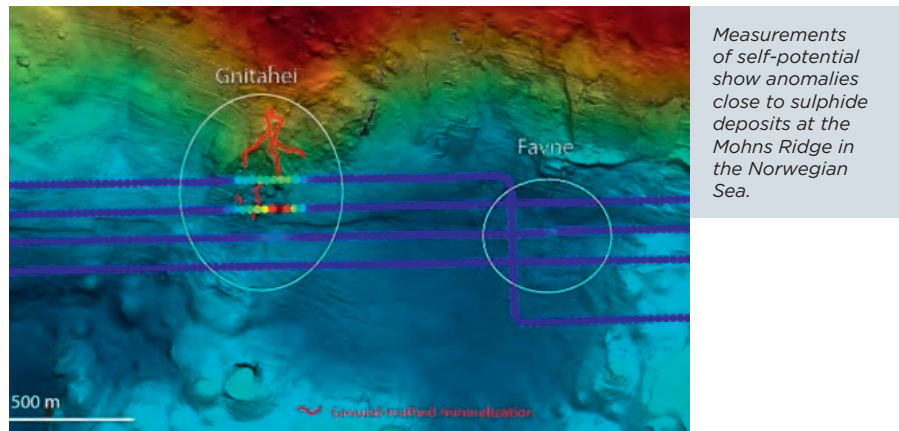 Gnitahei
Favne
500 m
Ground-truthed mineralization
Measurements
of self-potential
show anomalies
close to sulphide
deposits at the
Mohns Ridge in
the Norwegian
Sea.